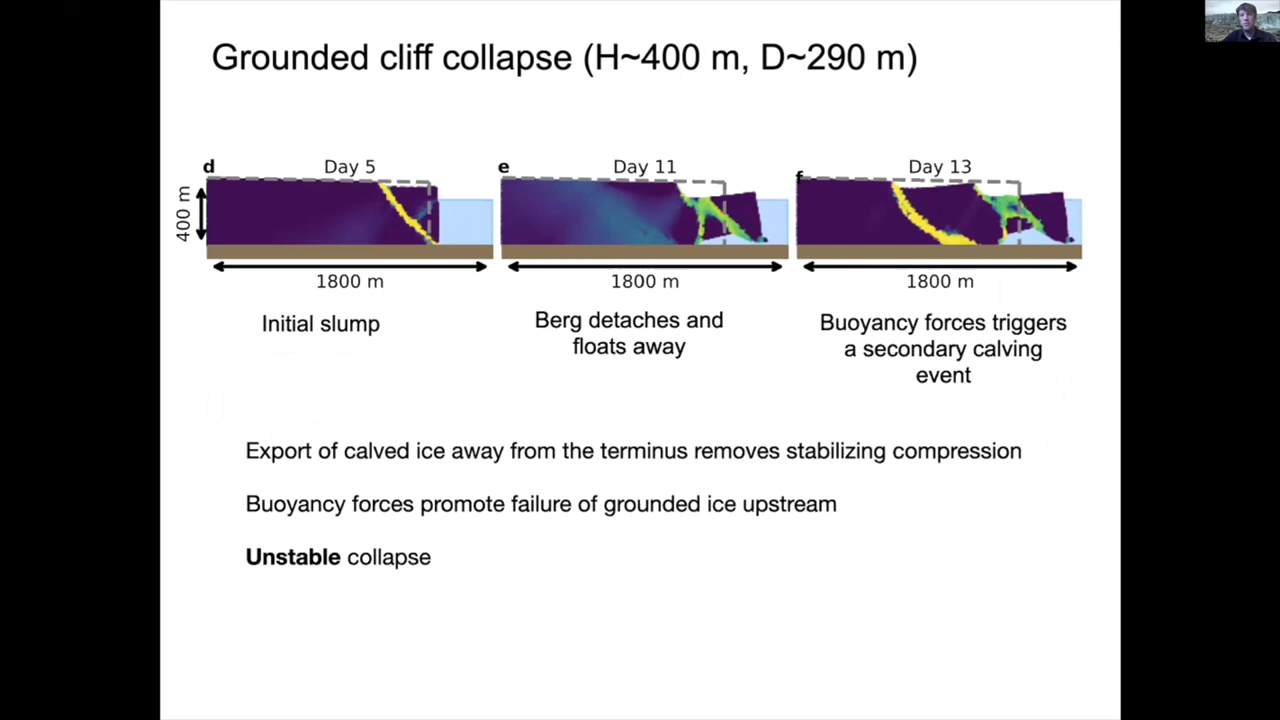 Grounded cliff collapse (H~400 m, D~290 m)
d
Day 5
e
Day 11
f
Day 13
400 m
1800 m
1800 m
1800 m
Initial slump
Berg detaches and
floats away
Buoyancy forces triggers
a secondary calving
event
Export of calved ice away from the terminus removes stabilizing compression
Buoyancy forces promote failure of grounded ice upstream
Unstable collapse